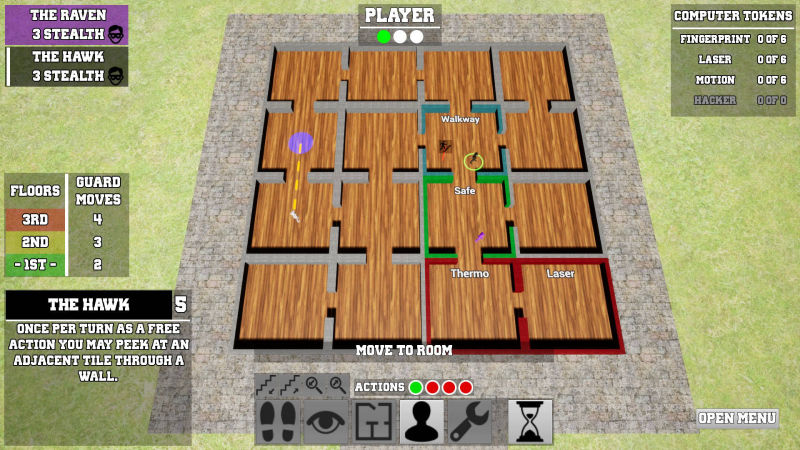 THE RAVEN
3 STEALTH
THE HAWK
3 STEALTH
PLAYER
COMPUTER TOKENS
FINGERPRINT 0 OF 6
LASER 0 OF 6
MOTION 0 OF 6
HACKER 0 OF 0
Walkway
Safe
Thermo
Laser
FLOORS GUARD MOVES
3RD 4
2ND 3
- 1ST - 2
THE HAWK 5
ONCE PER TURN AS A FREE
ACTION YOU MAY PEEK AT AN
ADJACENT TILE THROUGH A
WALL.
MOVE TO ROOM
ACTIONS
OPEN MENU